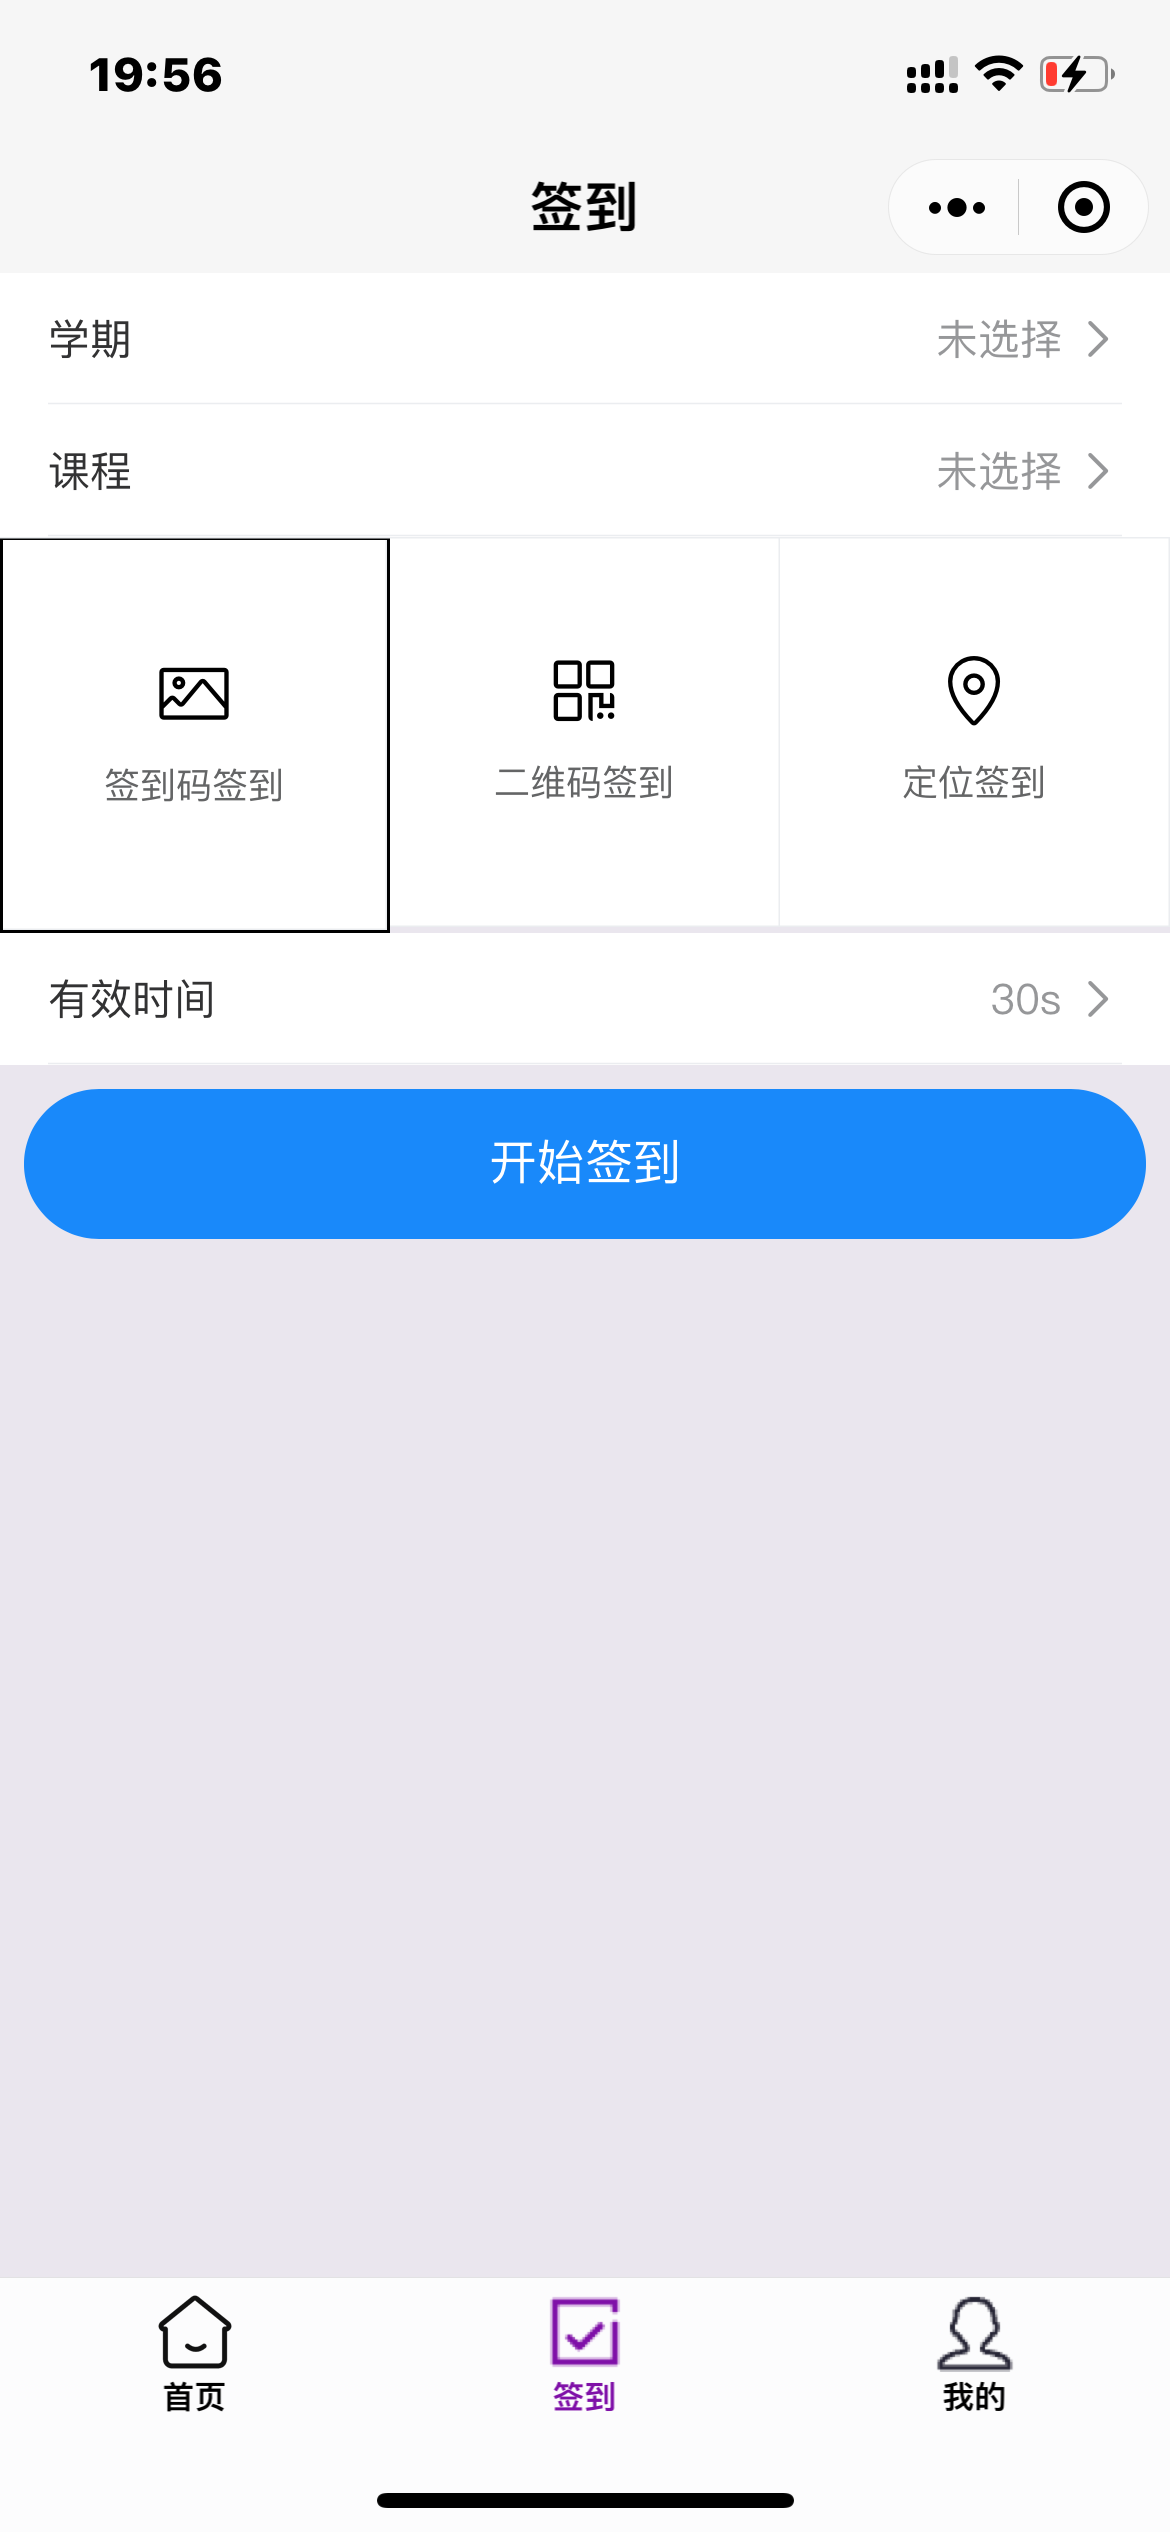 19:56
签到
学期 未选择
课程 未选择
签到码签到 二维码签到 定位签到
有效时间 30s
开始签到
首页 签到 我的